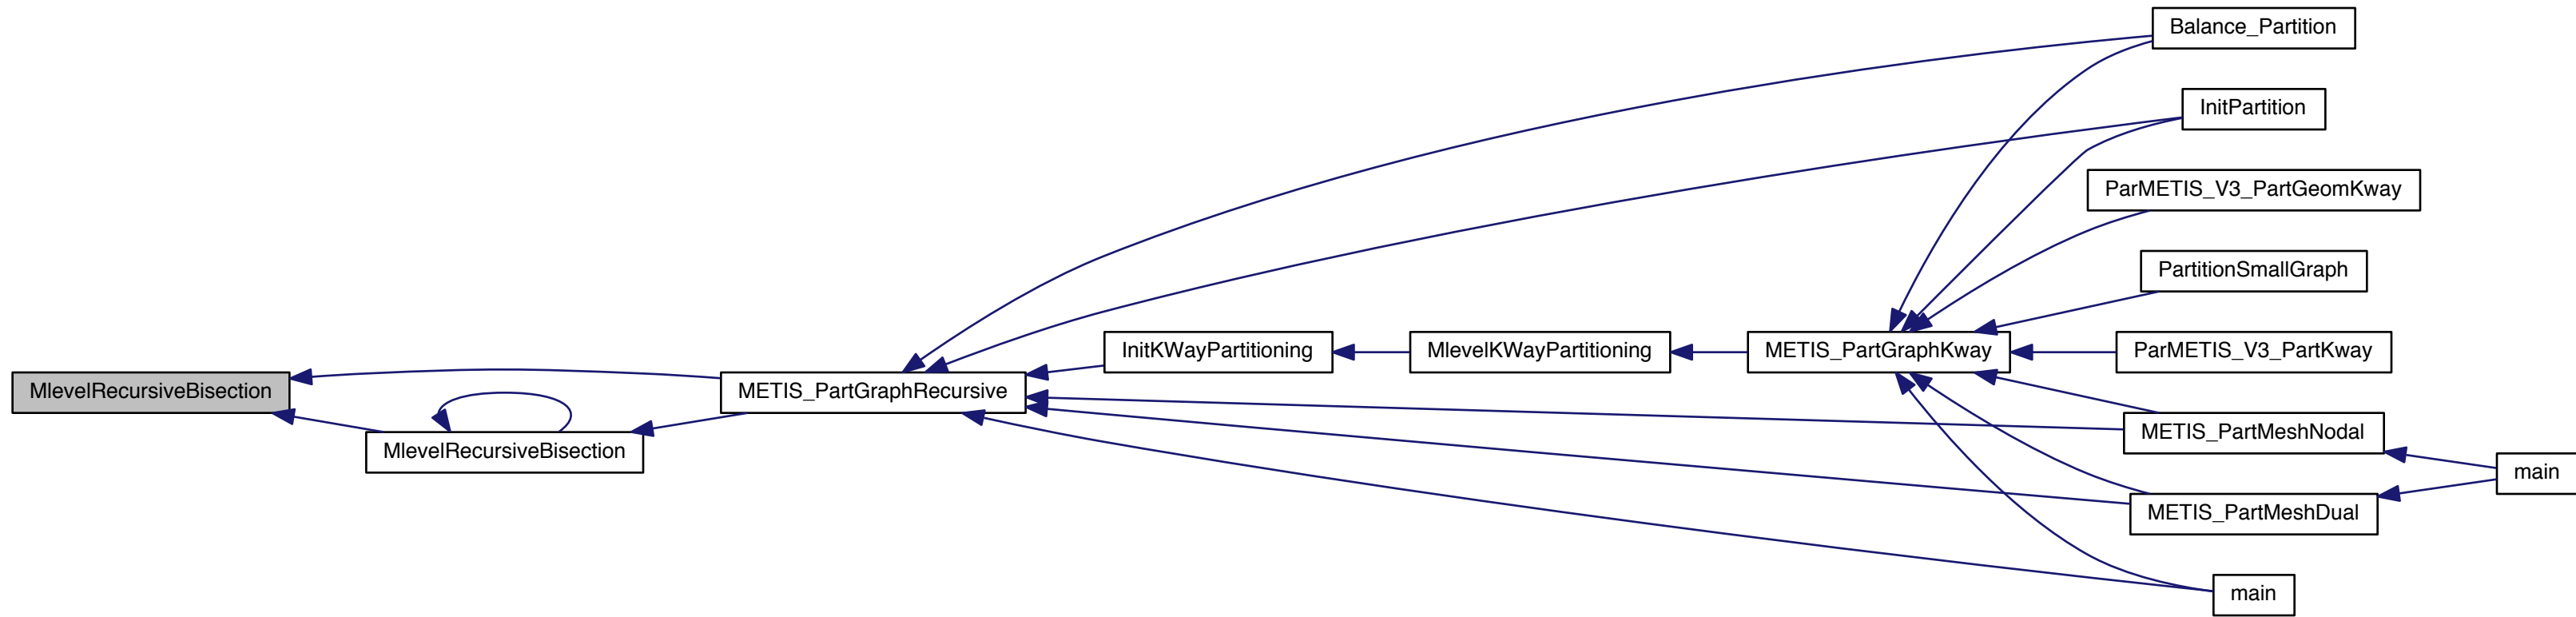 Balance_Partition
InitPartition
ParMETIS_V3_PartGeomKway
PartitionSmallGraph
InitKWayPartitioning
MlevelKWayPartitioning
METIS_PartGraphKway
ParMETIS_V3_PartKway
MlevelRecursiveBisection
METIS_PartGraphRecursive
METIS_PartMeshNodal
MlevelRecursiveBisection
main
METIS_PartMeshDual
main